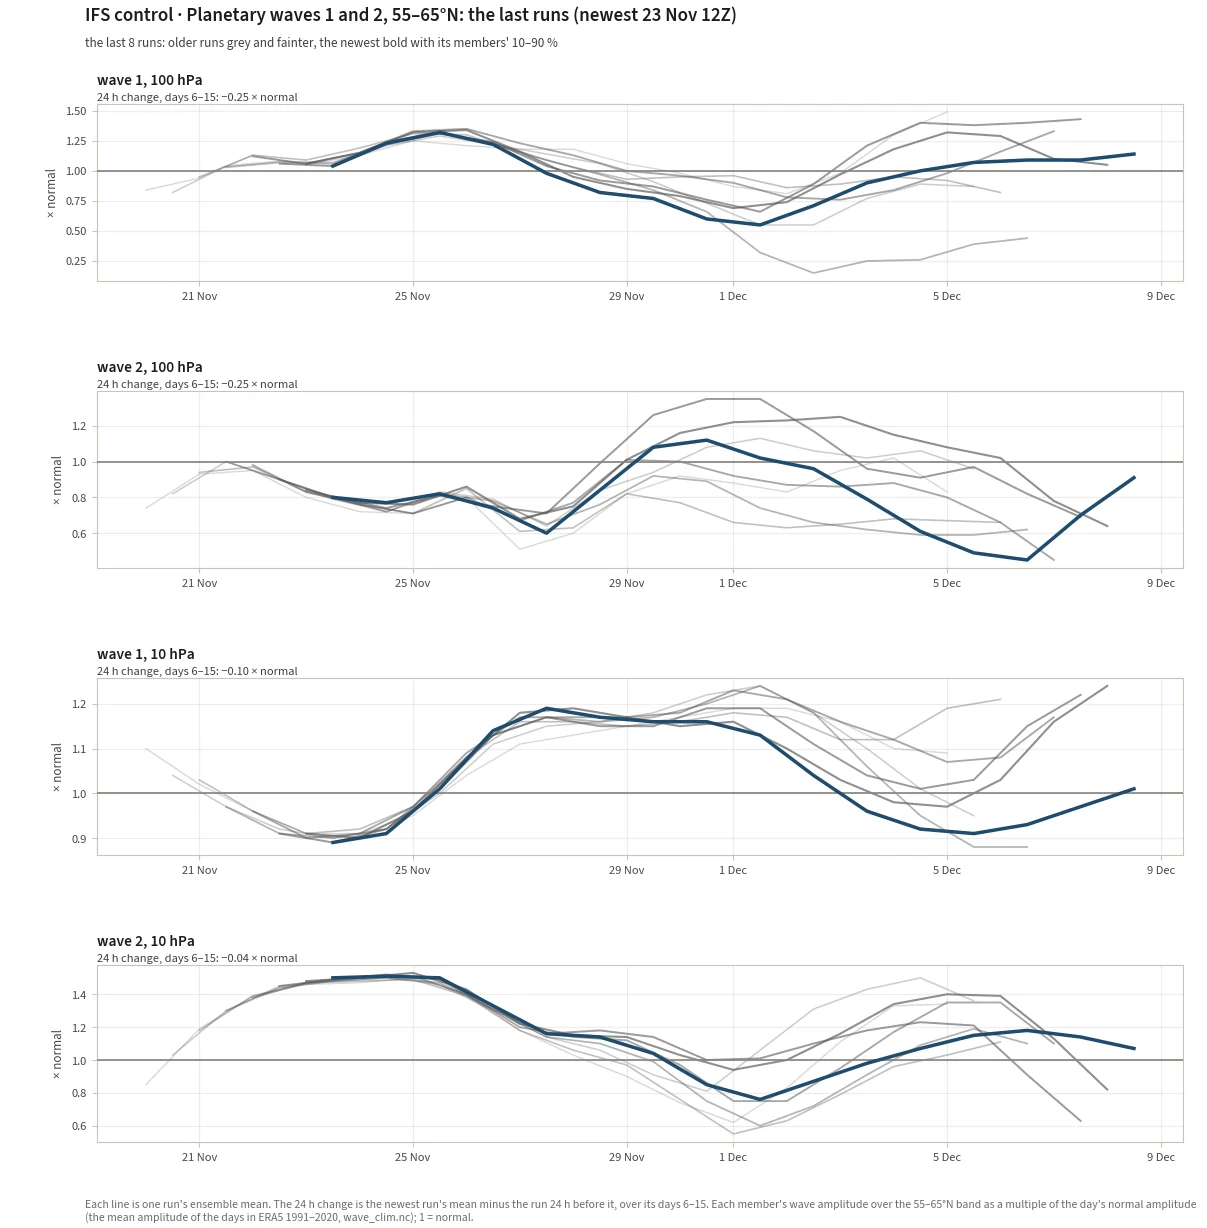 IFS control · Planetary waves 1 and 2, 55–65°N: the last runs (newest 23 Nov 12Z)
the last 8 runs: older runs grey and fainter, the newest bold with its members' 10–90 %
wave 1, 100 hPa
24 h change, days 6–15: −0.25 × normal
1.50
1.25
1.00
0.75
0.50
0.25
× normal
21 Nov
25 Nov
29 Nov
1 Dec
5 Dec
9 Dec
wave 2, 100 hPa
24 h change, days 6–15: −0.25 × normal
1.2
1.0
0.8
0.6
× normal
21 Nov
25 Nov
29 Nov
1 Dec
5 Dec
9 Dec
wave 1, 10 hPa
24 h change, days 6–15: −0.10 × normal
1.2
1.1
1.0
0.9
× normal
21 Nov
25 Nov
29 Nov
1 Dec
5 Dec
9 Dec
wave 2, 10 hPa
24 h change, days 6–15: −0.04 × normal
1.4
1.2
1.0
0.8
0.6
× normal
21 Nov
25 Nov
29 Nov
1 Dec
5 Dec
9 Dec
Each line is one run's ensemble mean. The 24 h change is the newest run's mean minus the run 24 h before it, over its days 6–15. Each member's wave amplitude over the 55–65°N band as a multiple of the day's normal amplitude
(the mean amplitude of the days in ERA5 1991–2020, wave_clim.nc); 1 = normal.